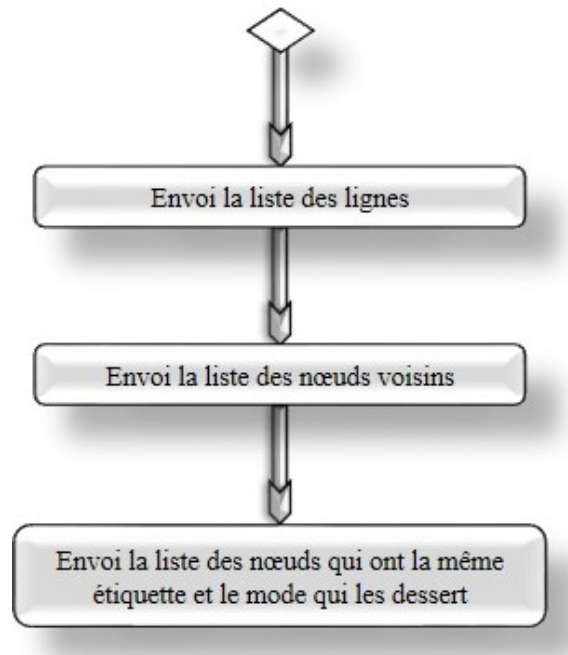 Envoi la liste des lignes
Envoi la liste des nœuds voisins
Envoi la liste des nœuds qui ont la même
étiquette et le mode qui les dessert